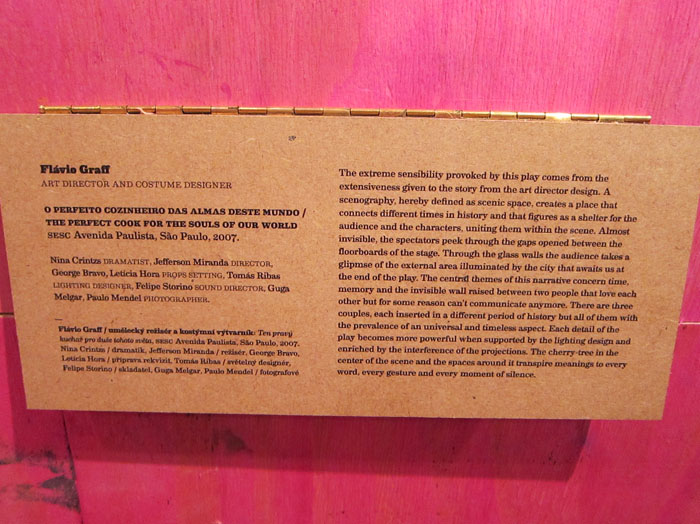 Flávio Graff
ART DIRECTOR AND COSTUME DESIGNER
O PERFEITO COZINHEIRO DAS ALMAS DESTE MUNDO /
THE PERFECT COOK FOR THE SOULS OF OUR WORLD
SESC Avenida Paulista, São Paulo, 2007.
Nina Crintzs DRAMATIST, Jefferson Miranda DIRECTOR,
George Bravo, Letícia Hora PROPS SETTING, Tomás Ribas
LIGHTING DESIGNER, Felipe Storino SOUND DIRECTOR, Guga
Melgar, Paulo Mendel PHOTOGRAPHER.
Flávio Graff / umělecký režisér a kostýmní výtvarník: Ten pravý
kuchař pro duše tohoto světa, SESC Avenida Paulista, São Paulo, 2007.
Nina Crintzs / dramatik, Jefferson Miranda / režisér, George Bravo,
Letícia Hora / příprava rekvizit, Tomás Ribas / světelný designér,
Felipe Storino / skladatel, Guga Melgar, Paulo Mendel / fotografové
The extreme sensibility provoked by this play comes from the
extensiveness given to the story from the art director design. A
scenography, hereby defined as scenic space, creates a place that
connects different times in history and that figures as a shelter for the
audience and the characters, uniting them within the scene. Almost
invisible, the spectators peek through the gaps opened between the
floorboards of the stage. Through the glass walls the audience takes a
glipmse of the external area illuminated by the city that awaits us at
the end of the play. The central themes of this narrative concern time,
memory and the invisible wall raised between two people that love each
other but for some reason can't communicate anymore. There are three
couples, each inserted in a different period of history but all of them with
the prevalence of an universal and timeless aspect. Each detail of the
play becomes more powerful when supported by the lighting design and
enriched by the interference of the projections. The cherry-tree in the
center of the scene and the spaces around it transpire meanings to every
word, every gesture and every moment of silence.